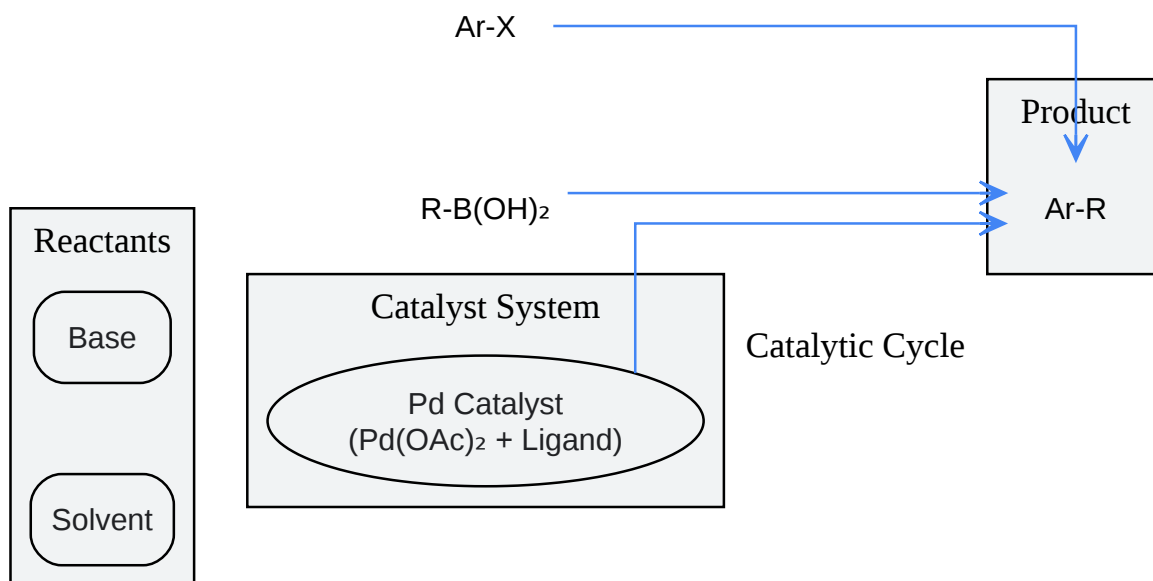 Ar-X
Product
R-B(OH)₂
Ar-R
Reactants
Base
Solvent
Catalyst System
Pd Catalyst
(Pd(OAc)₂ + Ligand)
Catalytic Cycle